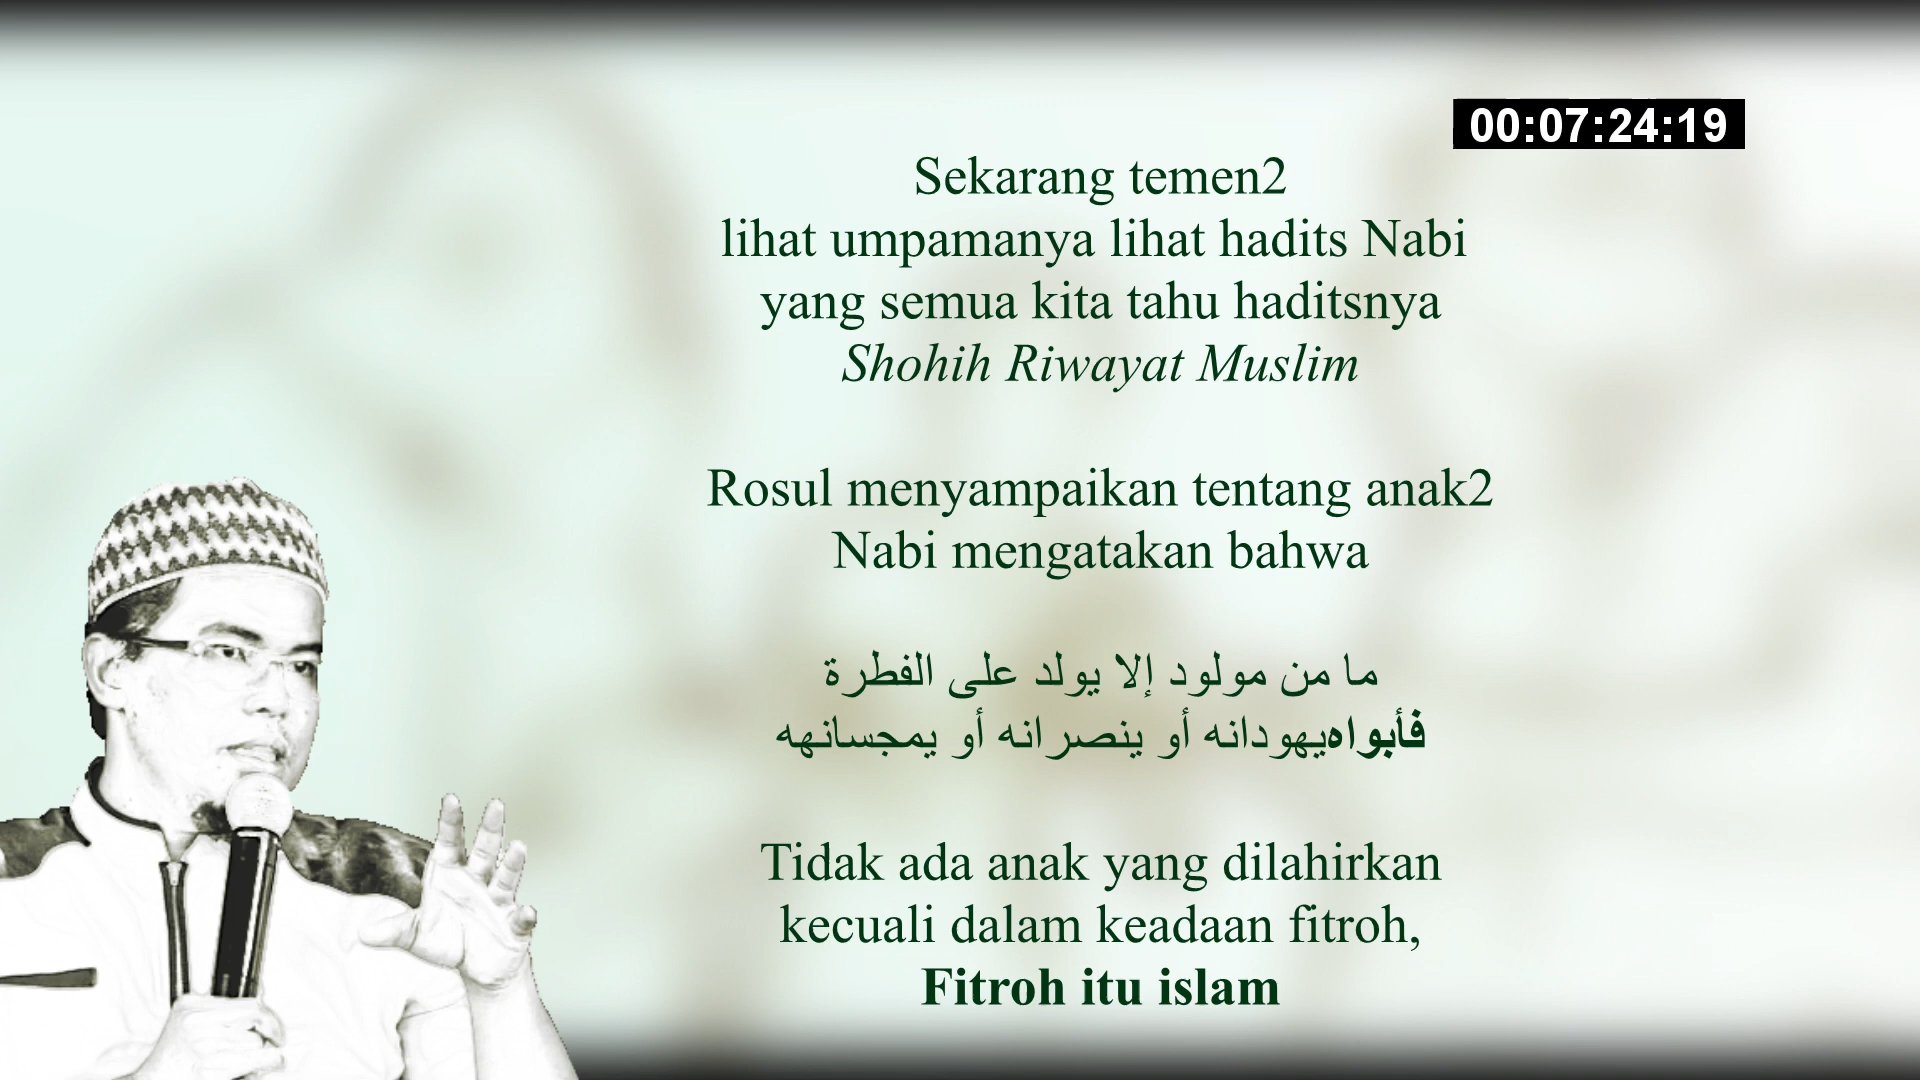 00:07:24:19
Sekarang temen2
lihat umpamanya lihat hadits Nabi
yang semua kita tahu haditsnya
Shohih Riwayat Muslim
Rosul menyampaikan tentang anak2
Nabi mengatakan bahwa
ما من مولود إلا يولد على الفطرة
فأبواهيهودانه أو ينصرانه أو يمجسانهه
Tidak ada anak yang dilahirkan
kecuali dalam keadaan fitroh,
Fitroh itu islam